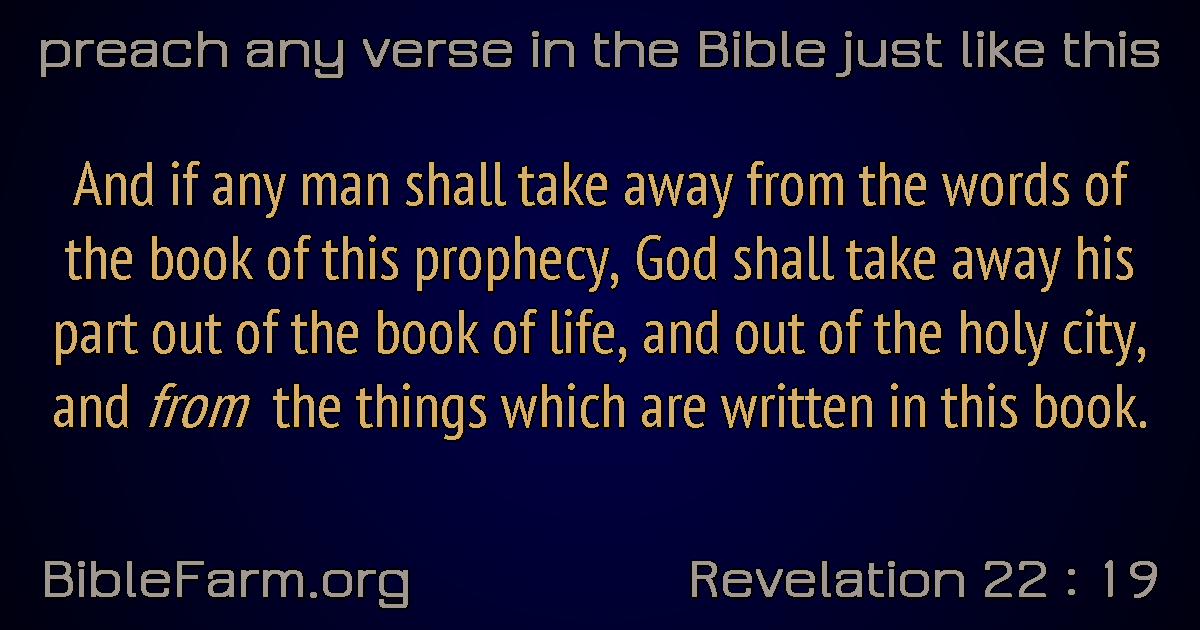 preach any verse in the Bible just like this
And if any man shall take away from the words of
the book of this prophecy, God shall take away his
part out of the book of life, and out of the holy city,
and from the things which are written in this book.
BibleFarm.org
Revelation 22 : 19